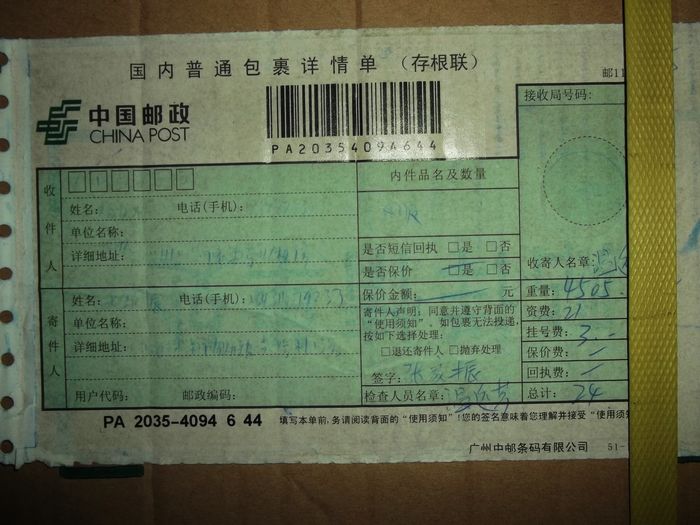 国内普通包裹详情单 (存根联)
邮11
中国邮政
CHINA POST
PA20354094644
接收局号码:
收件人
姓名: 电话(手机):
单位名称:
详细地址:
内件品名及数量
是否短信回执 □是 □否
是否保价 □是 □否
保价金额: 元
收寄人名章:
寄件人
姓名: 电话(手机):
单位名称:
详细地址:
用户代码: 邮政编码:
寄件人声明: 同意并遵守背面的
“使用须知”。如包裹无法投递,
按如下选择处理:
□退还寄件人 □抛弃处理
签字:
检查人员名章:
重量: 4505
资费: 21
挂号费: 3.—
保价费: —
回执费: —
总计: 24
PA 2035-4094 6 44
填写本单前,务请阅读背面的“使用须知”!您的签名意味着您理解并接受“使用须知
广州中邮条码有限公司 51-